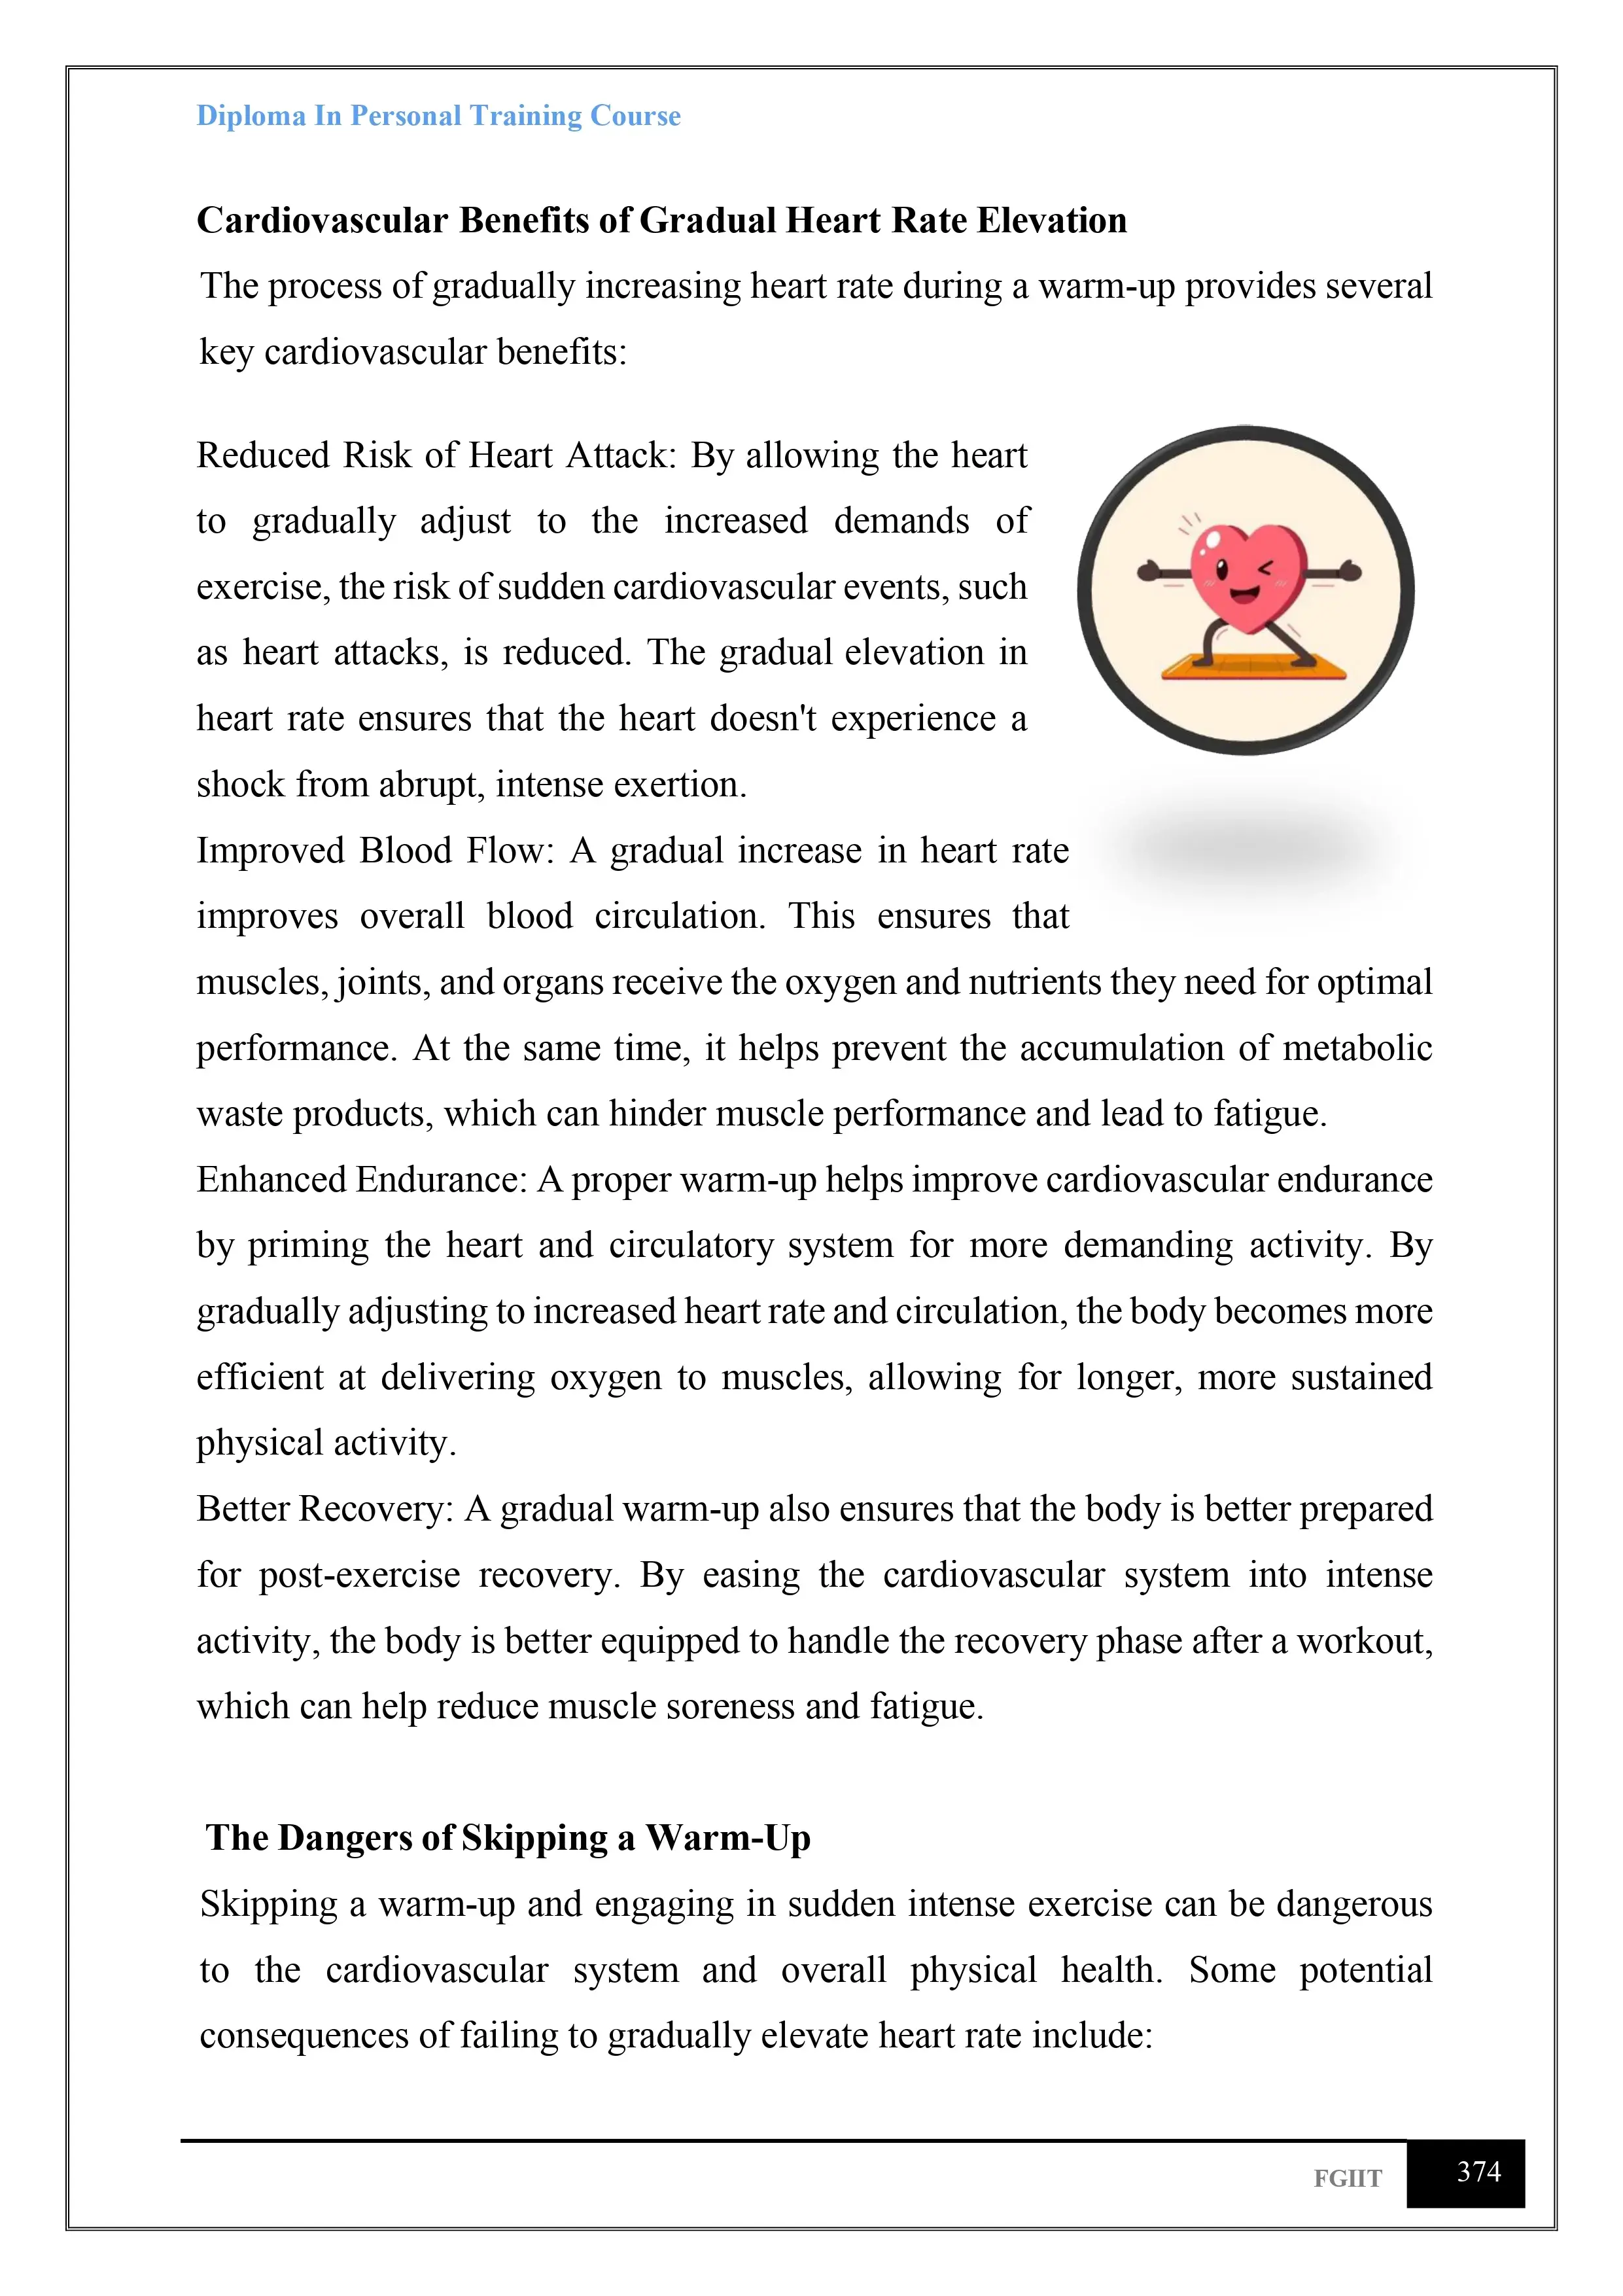 Diploma In Personal Training Course
Cardiovascular Benefits of Gradual Heart Rate Elevation
The process of gradually increasing heart rate during a warm-up provides several
key cardiovascular benefits:
Reduced Risk of Heart Attack: By allowing the heart
to gradually adjust to the increased demands of
exercise, the risk of sudden cardiovascular events, such
as heart attacks, is reduced. The gradual elevation in
heart rate ensures that the heart doesn't experience a
shock from abrupt, intense exertion.
Improved Blood Flow: A gradual increase in heart rate
improves overall blood circulation. This ensures that
muscles, joints, and organs receive the oxygen and nutrients they need for optimal
performance. At the same time, it helps prevent the accumulation of metabolic
waste products, which can hinder muscle performance and lead to fatigue.
Enhanced Endurance: A proper warm-up helps improve cardiovascular endurance
by priming the heart and circulatory system for more demanding activity. By
gradually adjusting to increased heart rate and circulation, the body becomes more
efficient at delivering oxygen to muscles, allowing for longer, more sustained
physical activity.
Better Recovery: A gradual warm-up also ensures that the body is better prepared
for post-exercise recovery. By easing the cardiovascular system into intense
activity, the body is better equipped to handle the recovery phase after a workout,
which can help reduce muscle soreness and fatigue.
The Dangers of Skipping a Warm-Up
Skipping a warm-up and engaging in sudden intense exercise can be dangerous
to the cardiovascular system and overall physical health. Some potential
consequences of failing to gradually elevate heart rate include:
FGIIT
374